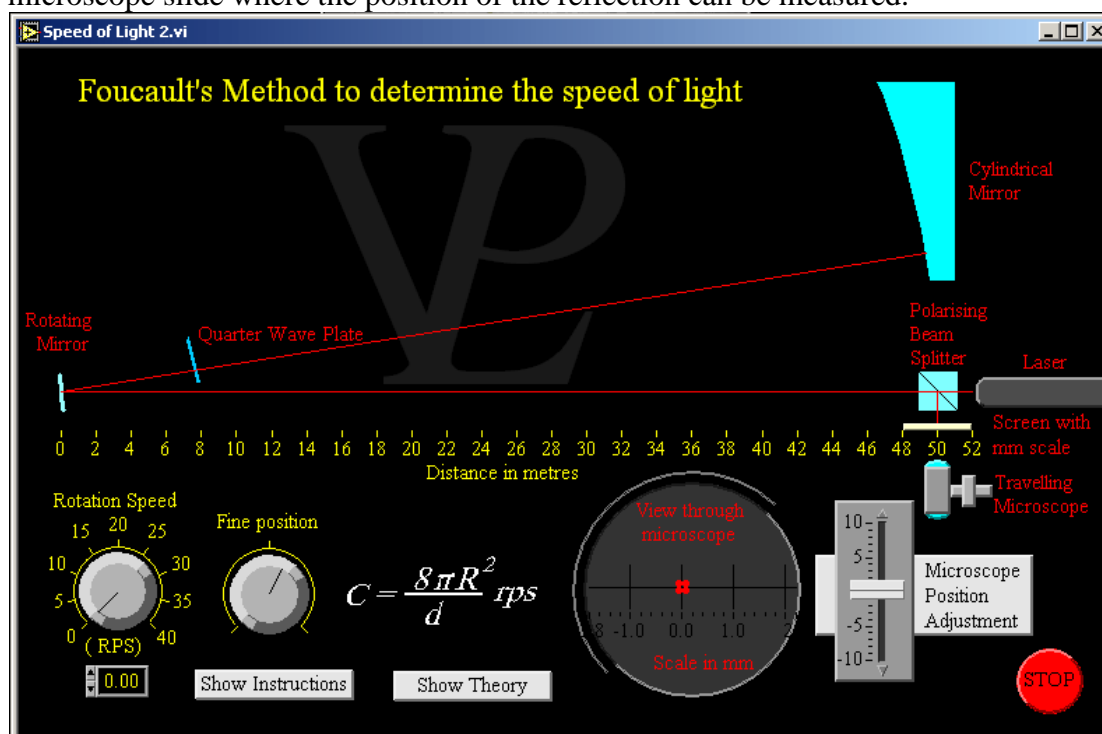 microscope slide where the position of the reflection can be measured.
Speed of Light 2.vi
Foucault's Method to determine the speed of light
VPL
Cylindrical
Mirror
Rotating
Mirror
Quarter Wave Plate
Polarising
Beam
Splitter
Laser
0 2 4 6 8 10 12 14 16 18 20 22 24 26 28 30 32 34 36 38 40 42 44 46 48 50 52
Distance in metres
Screen with
mm scale
Travelling
Microscope
Rotation Speed
0 5 10 15 20 25 30 35 40
(RPS)
0.00
Fine position
C = 8πR²/d rps
View through
microscope
8 -1.0 0.0 1.0 2
Scale in mm
10
5
-5
-10
Microscope
Position
Adjustment
Show Instructions
Show Theory
STOP